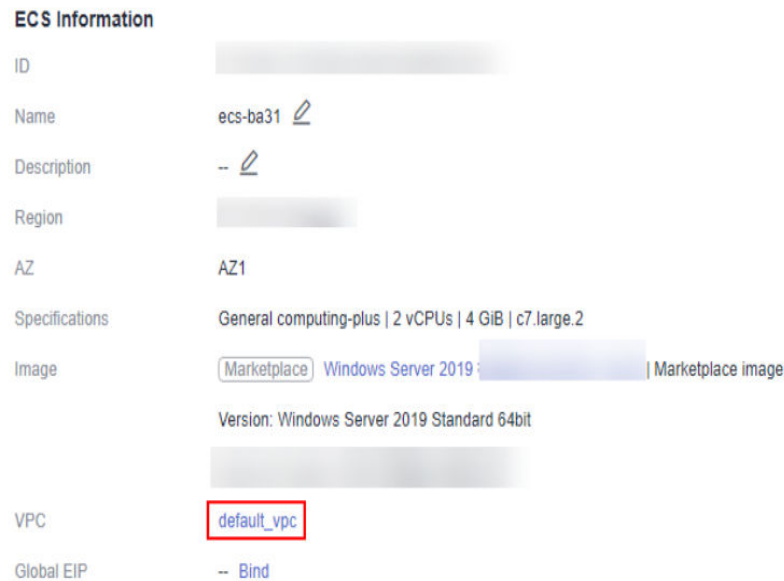 ECS Information
ID
Name ecs-ba31
Description --
Region
AZ AZ1
Specifications General computing-plus | 2 vCPUs | 4 GiB | c7.large.2
Image Marketplace Windows Server 2019 | Marketplace image
Version: Windows Server 2019 Standard 64bit
VPC default_vpc
Global EIP -- Bind